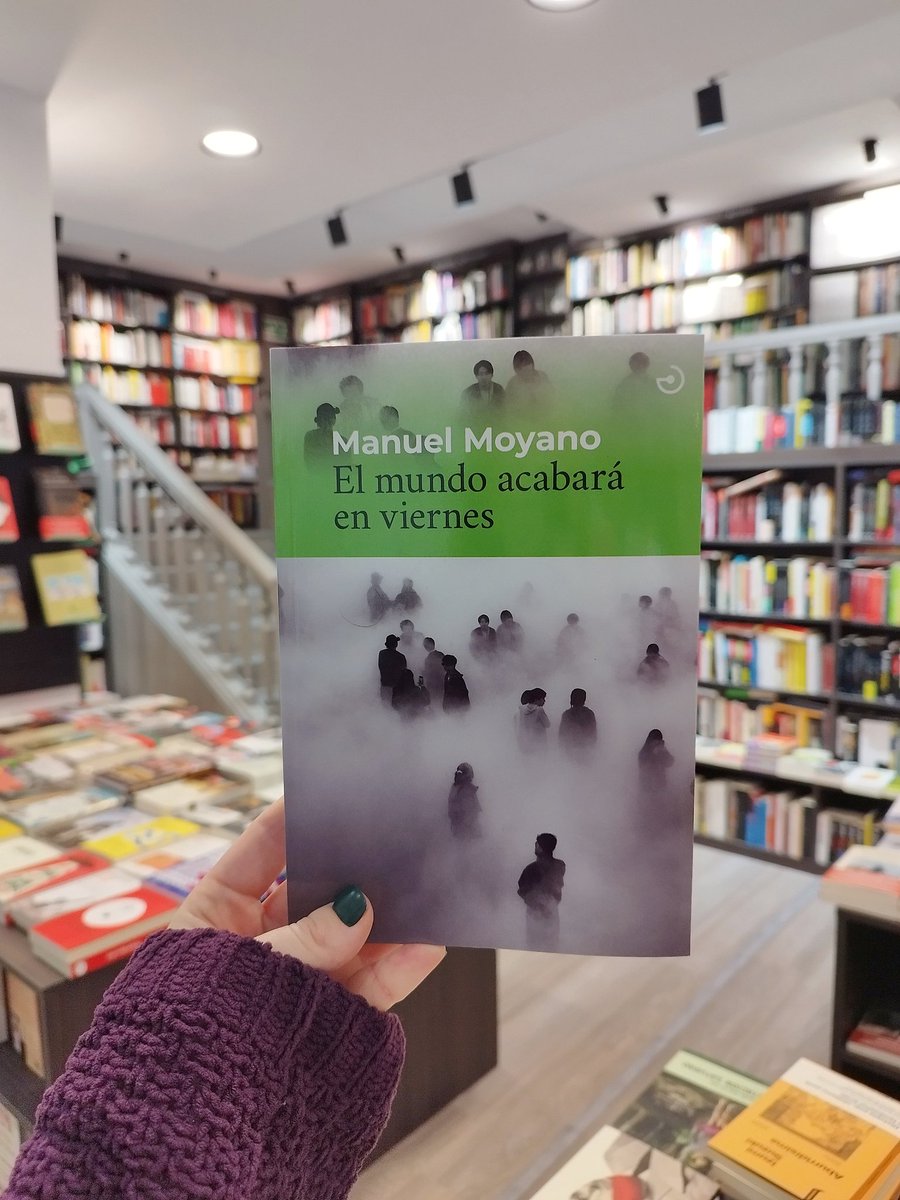 Manuel Moyano
El mundo acabará
en viernes